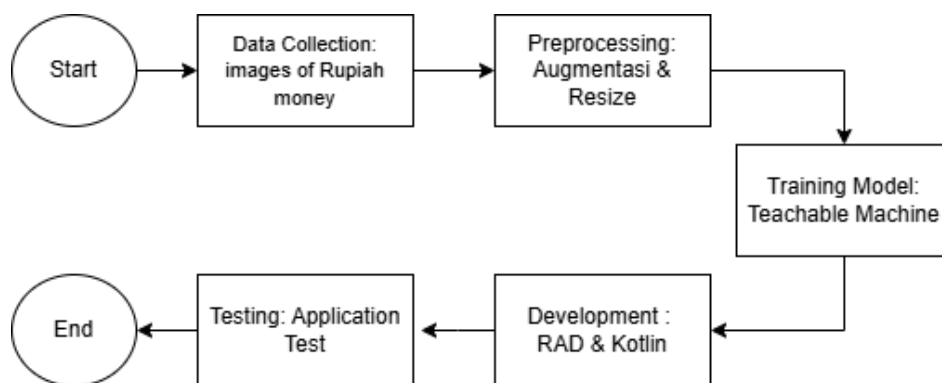 Start
Data Collection:
images of Rupiah
money
Preprocessing:
Augmentasi &
Resize
Training Model:
Teachable Machine
Development :
RAD & Kotlin
Testing: Application
Test
End